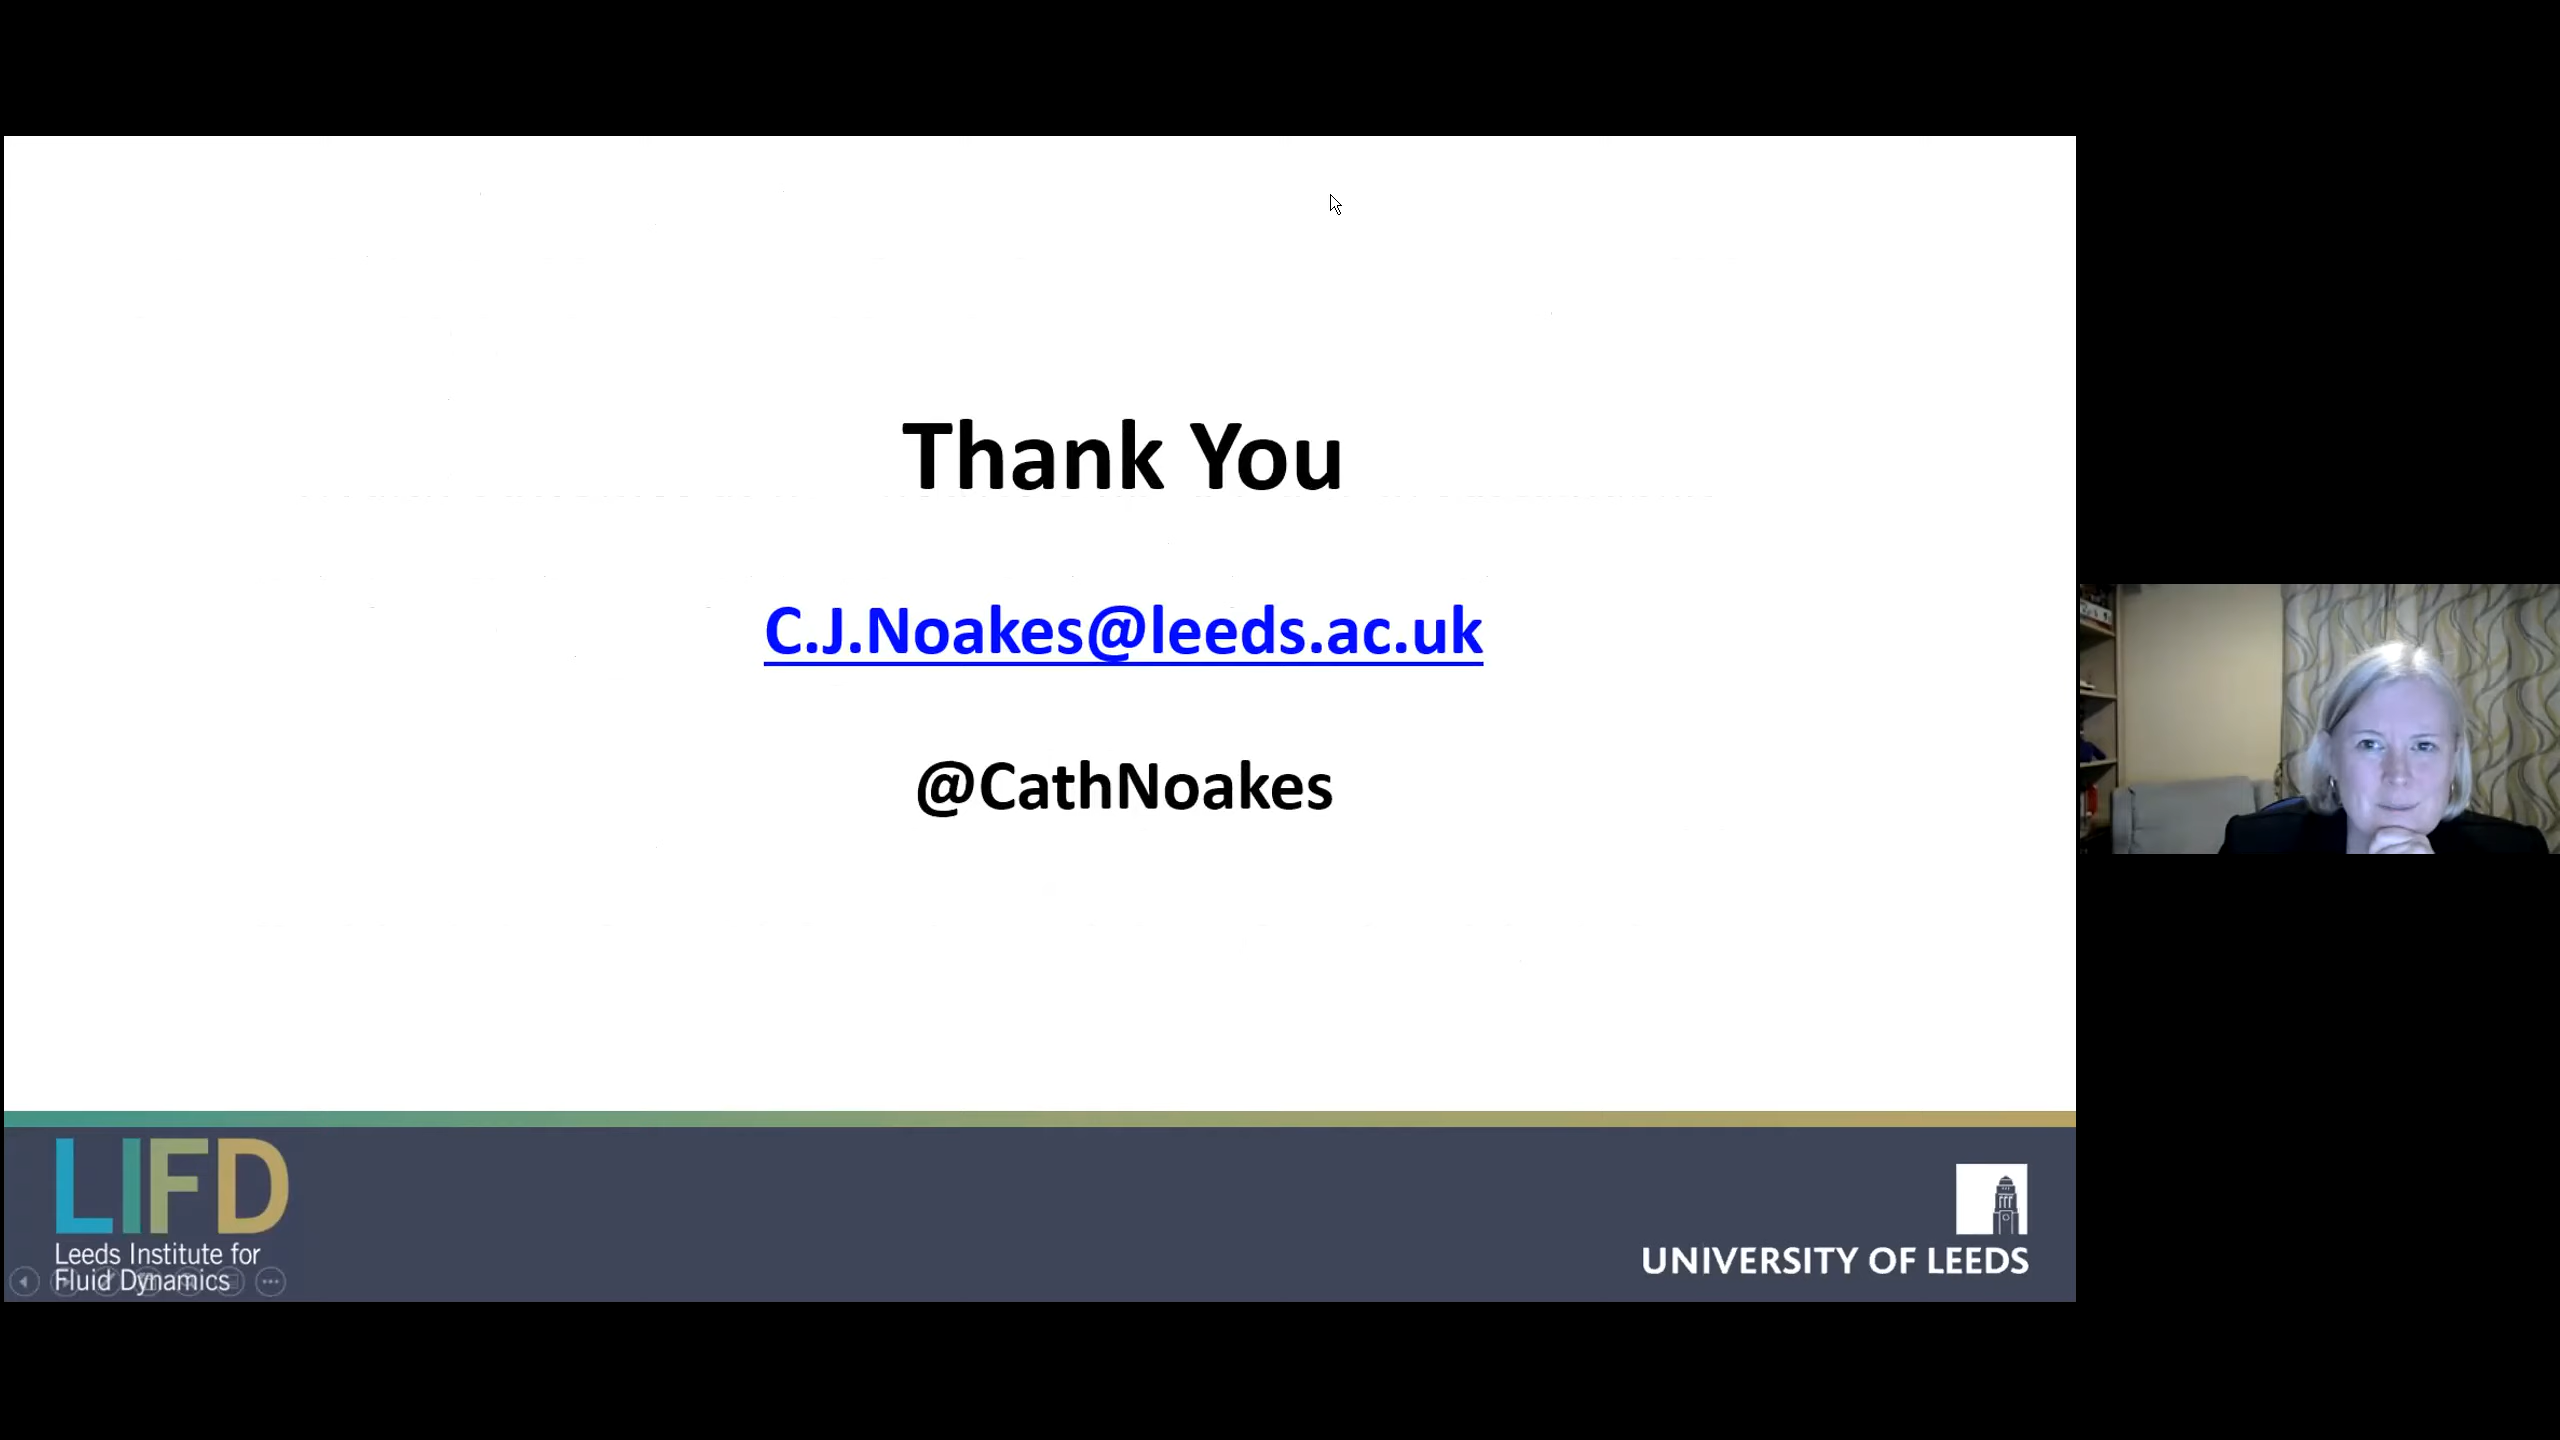 Thank You
C.J.Noakes@leeds.ac.uk
@CathNoakes
LIFD
Leeds Institute for
Fluid Dynamics
UNIVERSITY OF LEEDS